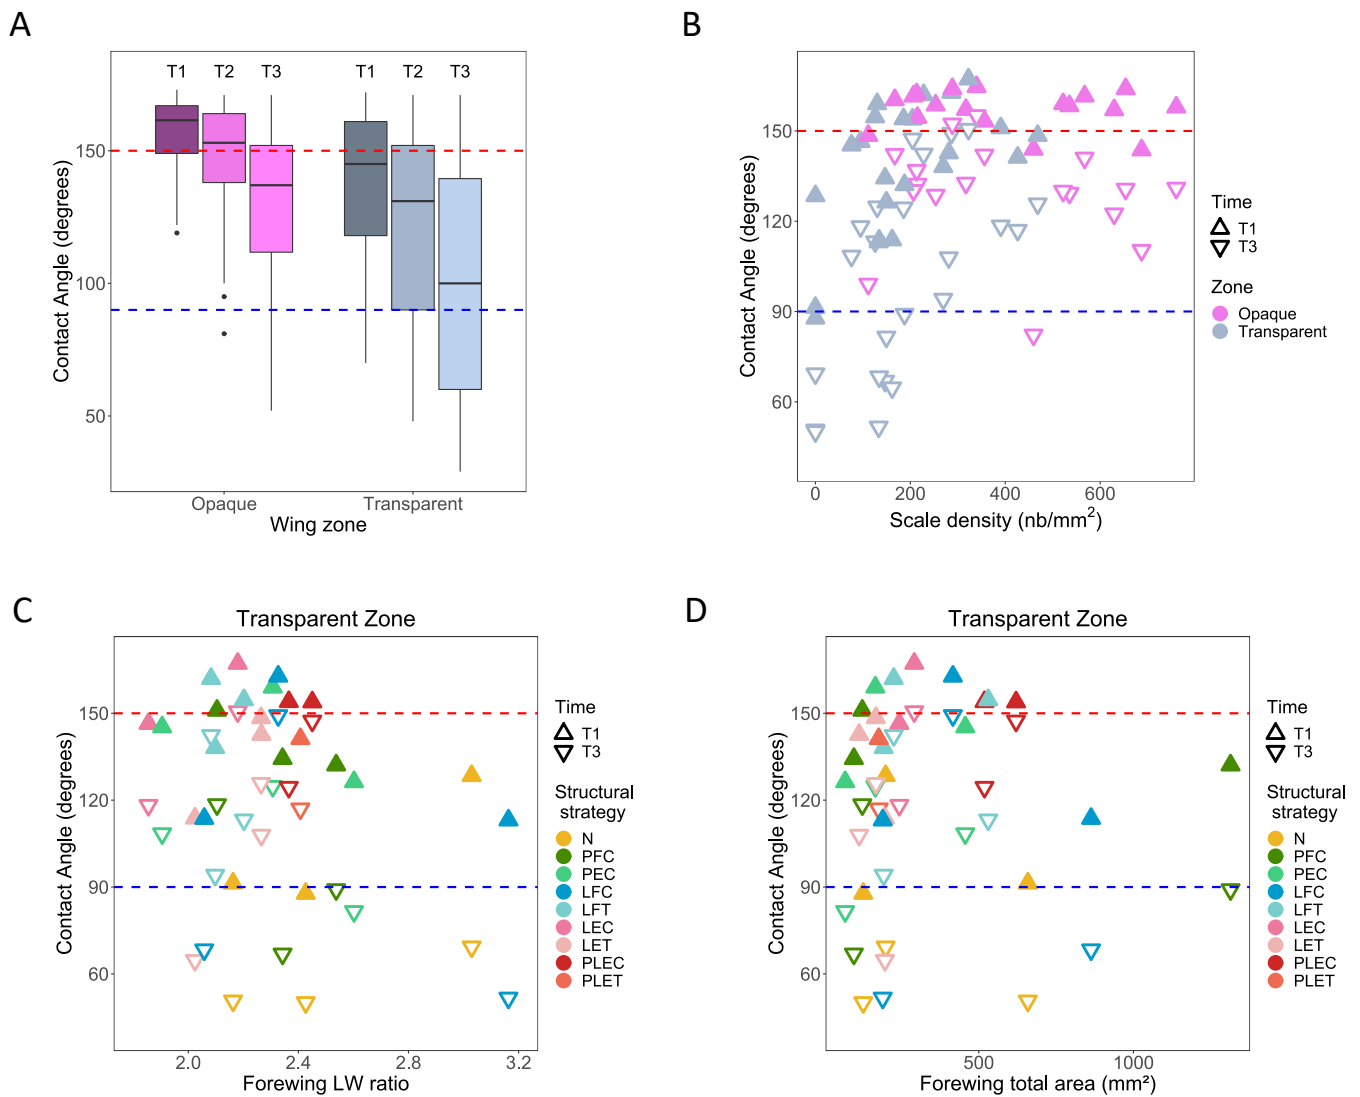 A
T1 T2 T3 T1 T2 T3
150
100
50
Contact Angle (degrees)
Opaque Transparent
Wing zone
B
150
120
90
60
Contact Angle (degrees)
0 200 400 600
Scale density (nb/mm²)
Time
T1
T3
Zone
Opaque
Transparent
C
Transparent Zone
150
120
90
60
Contact Angle (degrees)
2.0 2.4 2.8 3.2
Forewing LW ratio
Time
T1
T3
Structural
strategy
N
PFC
PEC
LFC
LFT
LEC
LET
PLEC
PLET
D
Transparent Zone
150
120
90
60
Contact Angle (degrees)
500 1000
Forewing total area (mm²)
Time
T1
T3
Structural
strategy
N
PFC
PEC
LFC
LFT
LEC
LET
PLEC
PLET